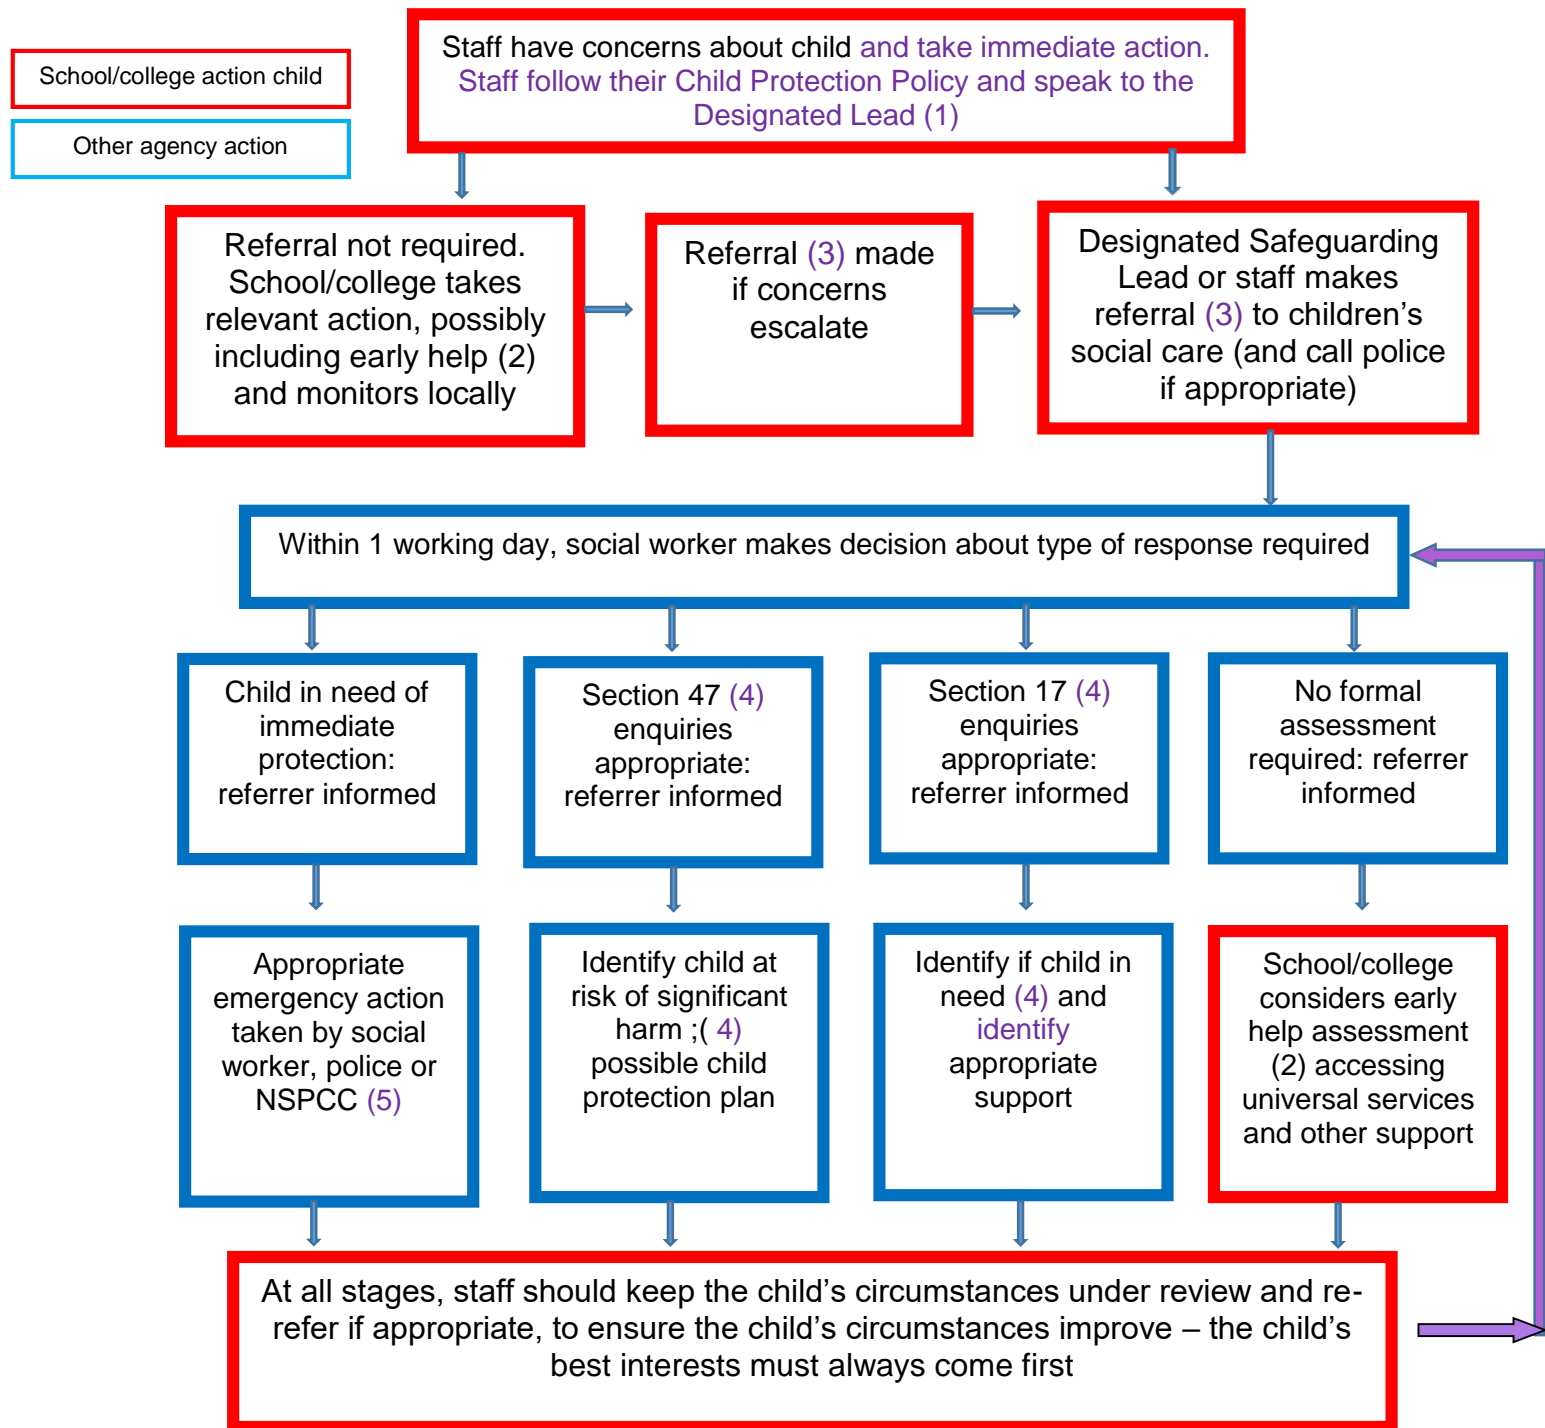 School/college action child
Other agency action
Staff have concerns about child and take immediate action.
Staff follow their Child Protection Policy and speak to the
Designated Lead (1)
Referral not required.
School/college takes
relevant action, possibly
including early help (2)
and monitors locally
Referral (3) made
if concerns
escalate
Designated Safeguarding
Lead or staff makes
referral (3) to children’s
social care (and call police
if appropriate)
Within 1 working day, social worker makes decision about type of response required
Child in need of
immediate
protection:
referrer informed
Section 47 (4)
enquiries
appropriate:
referrer informed
Section 17 (4)
enquiries
appropriate:
referrer informed
No formal
assessment
required: referrer
informed
Appropriate
emergency action
taken by social
worker, police or
NSPCC (5)
Identify child at
risk of significant
harm ;( 4)
possible child
protection plan
Identify if child in
need (4) and
identify
appropriate
support
School/college
considers early
help assessment
(2) accessing
universal services
and other support
At all stages, staff should keep the child’s circumstances under review and re-
refer if appropriate, to ensure the child’s circumstances improve – the child’s
best interests must always come first